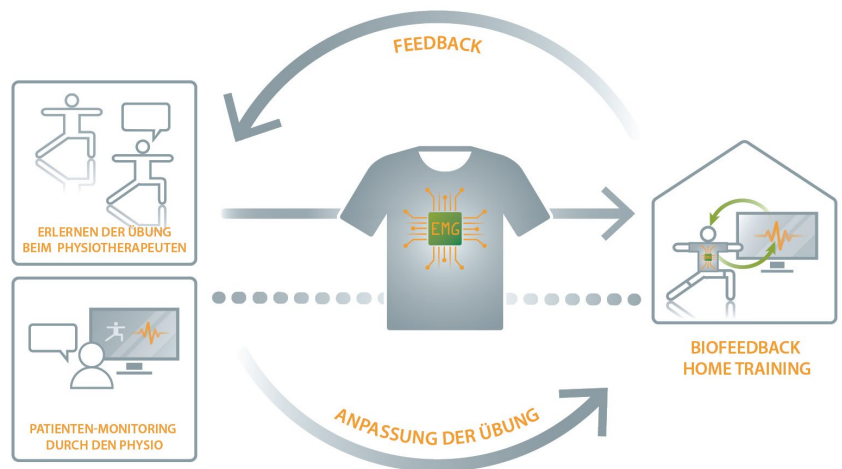 FEEDBACK
ERLERNEN DER ÜBUNG
BEIM PHYSIOTHERAPEUTEN
EMG
PATIENTEN-MONITORING
DURCH DEN PHYSIO
BIOFEEDBACK
HOME TRAINING
ANPASSUNG DER ÜBUNG